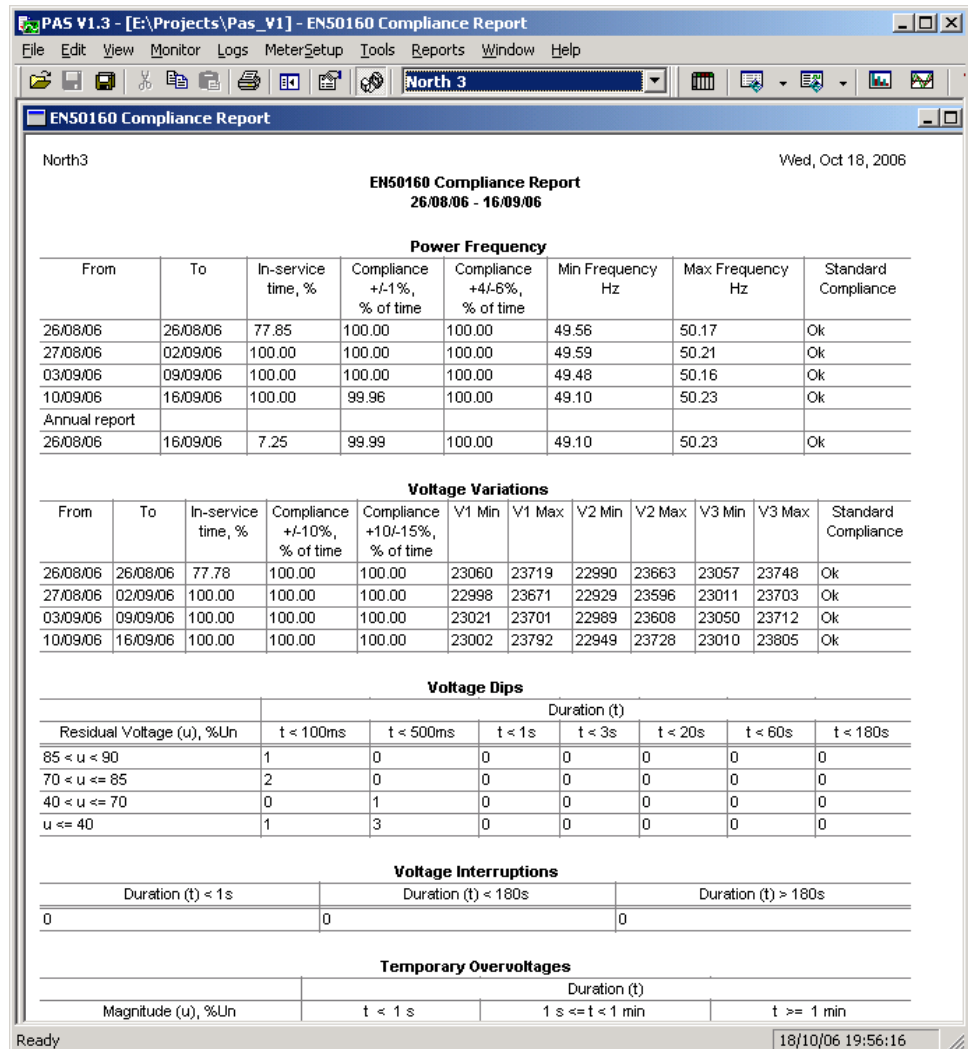 PAS V1.3 - [E:\Projects\Pas_V1] - EN50160 Compliance Report
File Edit View Monitor Logs MeterSetup Tools Reports Window Help
North 3
EN50160 Compliance Report
North3 Wed, Oct 18, 2006
EN50160 Compliance Report
26/08/06 - 16/09/06
Power Frequency
From To In-service Compliance Compliance Min Frequency Max Frequency Standard
time, % +/-1%, +4/-6%, Hz Hz Compliance
% of time % of time
26/08/06 26/08/06 77.85 100.00 100.00 49.56 50.17 Ok
27/08/06 02/09/06 100.00 100.00 100.00 49.59 50.21 Ok
03/09/06 09/09/06 100.00 100.00 100.00 49.48 50.16 Ok
10/09/06 16/09/06 100.00 99.96 100.00 49.10 50.23 Ok
Annual report
26/08/06 16/09/06 7.25 99.99 100.00 49.10 50.23 Ok
Voltage Variations
From To In-service Compliance Compliance V1 Min V1 Max V2 Min V2 Max V3 Min V3 Max Standard
time, % +/-10%, +10/-15%, Compliance
% of time % of time
26/08/06 26/08/06 77.78 100.00 100.00 23060 23719 22990 23663 23057 23748 Ok
27/08/06 02/09/06 100.00 100.00 100.00 22998 23671 22929 23596 23011 23703 Ok
03/09/06 09/09/06 100.00 100.00 100.00 23021 23701 22989 23608 23050 23712 Ok
10/09/06 16/09/06 100.00 100.00 100.00 23002 23792 22949 23728 23010 23805 Ok
Voltage Dips
Duration (t)
Residual Voltage (u), %Un t < 100ms t < 500ms t < 1s t < 3s t < 20s t < 60s t < 180s
85 < u < 90 1 0 0 0 0 0 0
70 < u <= 85 2 0 0 0 0 0 0
40 < u <= 70 0 1 0 0 0 0 0
u <= 40 1 3 0 0 0 0 0
Voltage Interruptions
Duration (t) < 1s Duration (t) < 180s Duration (t) > 180s
0 0 0
Temporary Overvoltages
Duration (t)
Magnitude (u), %Un t < 1 s 1 s <= t < 1 min t >= 1 min
Ready 18/10/06 19:56:16